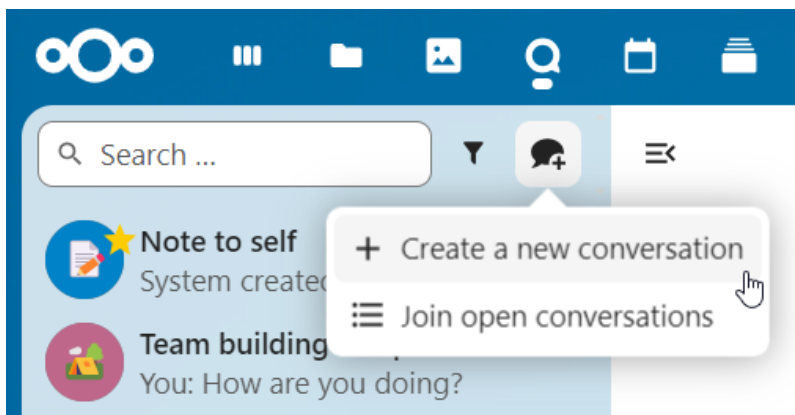 Search ...
Note to self
System created
Create a new conversation
Join open conversations
Team building
You: How are you doing?